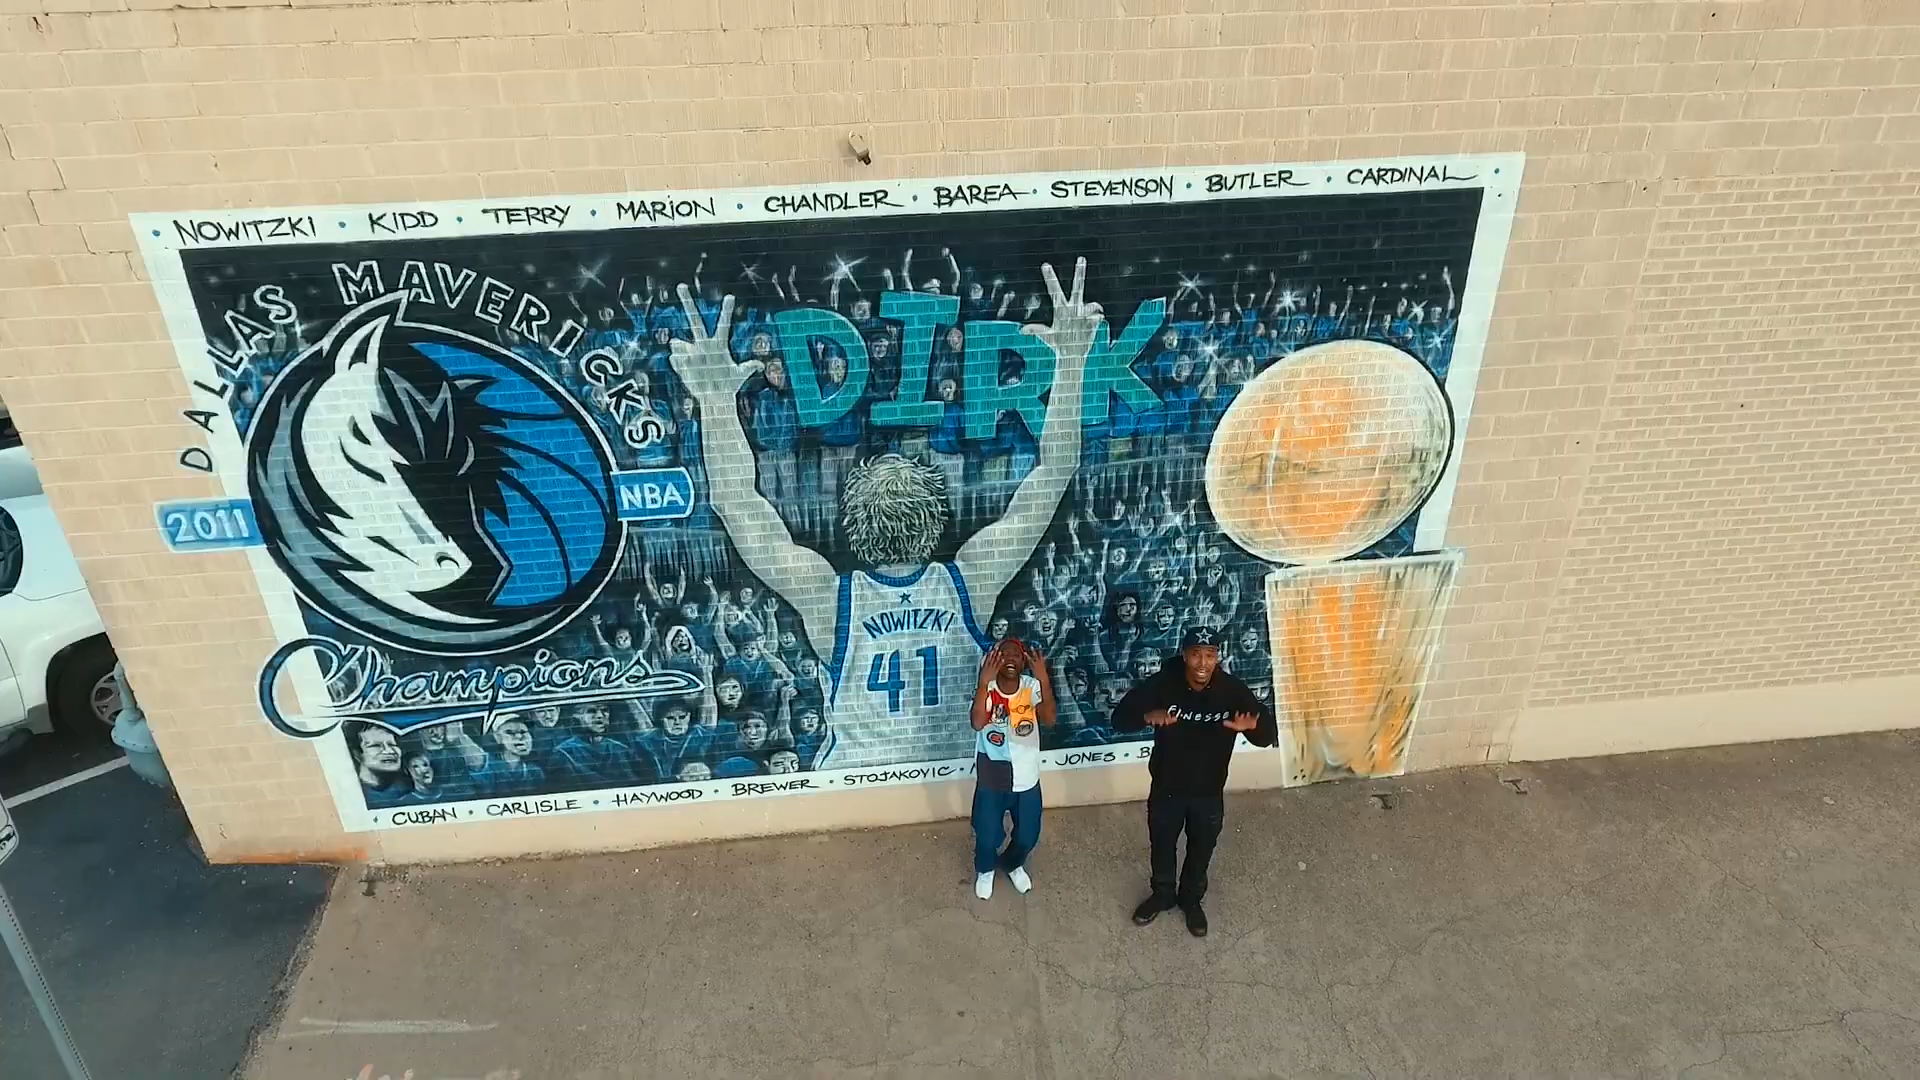 NOWITZKI · KIDD · TERRY · MARION · CHANDLER · BAREA · STEVENSON · BUTLER · CARDINAL ·
DALLAS MAVERICKS
DIRK
2011
NBA
NOWITZKI
41
Champions
FINESSE
· CUBAN · CARLISLE · HAYWOOD · BREWER · STOJAKOVIC · · JONES ·